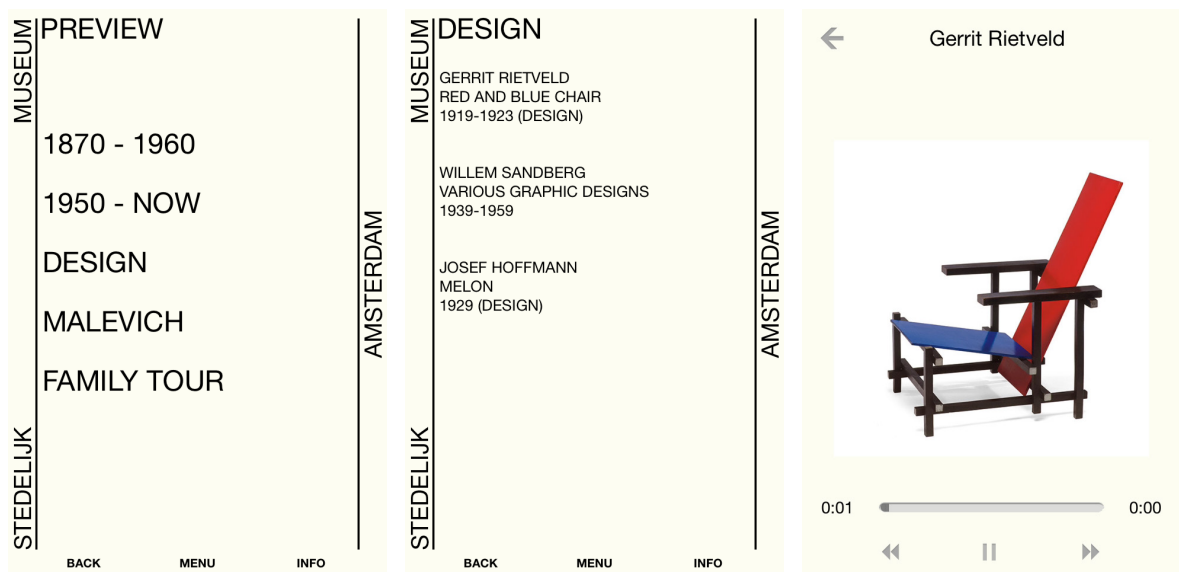 MUSEUM
STEDELIJK
PREVIEW
1870 - 1960
1950 - NOW
DESIGN
MALEVICH
FAMILY TOUR
AMSTERDAM
BACK MENU INFO
MUSEUM
STEDELIJK
DESIGN
GERRIT RIETVELD
RED AND BLUE CHAIR
1919-1923 (DESIGN)
WILLEM SANDBERG
VARIOUS GRAPHIC DESIGNS
1939-1959
JOSEF HOFFMANN
MELON
1929 (DESIGN)
AMSTERDAM
BACK MENU INFO
Gerrit Rietveld
0:01 0:00